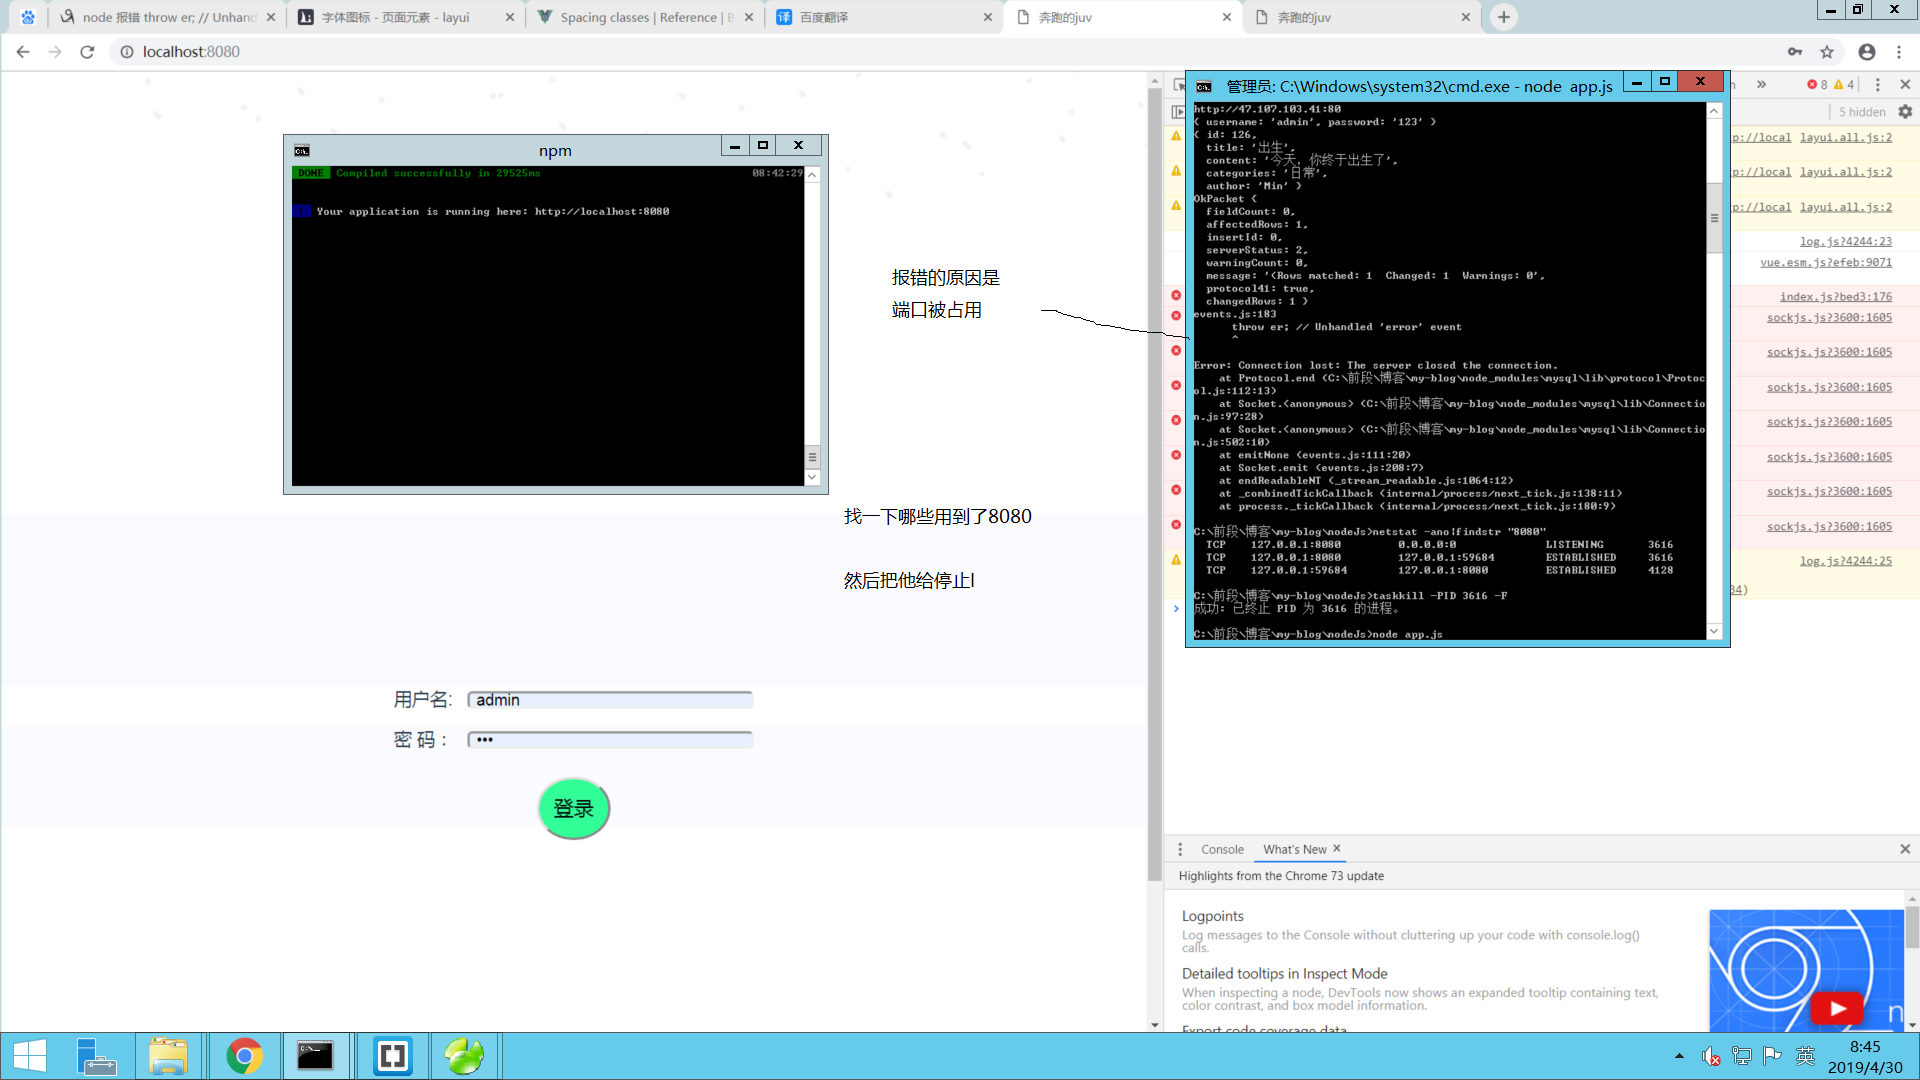 node 报错 throw er; // Unhand
字体图标 - 页面元素 - layui
Spacing classes | Reference | B
百度翻译
奔跑的juv
奔跑的juv
localhost:8080
npm
DONE Compiled successfully in 29525ms 08:42:29
I Your application is running here: http://localhost:8080
报错的原因是
端口被占用
找一下哪些用到了8080
然后把他给停止l
用户名: admin
密 码 : •••
登录
管理员: C:\Windows\system32\cmd.exe - node app.js
http://47.107.103.41:80
{ username: 'admin', password: '123' }
{ id: 126,
title: '出生',
content: '今天，你终于出生了',
categories: '日常',
author: 'Min' }
OkPacket {
fieldCount: 0,
affectedRows: 1,
insertId: 0,
serverStatus: 2,
warningCount: 0,
message: '(Rows matched: 1  Changed: 1  Warnings: 0',
protocol41: true,
changedRows: 1 }
events.js:183
throw er; // Unhandled 'error' event
^
Error: Connection lost: The server closed the connection.
at Protocol.end (C:\前段\博客\my-blog\node_modules\mysql\lib\protocol\Protoc
ol.js:112:13)
at Socket.<anonymous> (C:\前段\博客\my-blog\node_modules\mysql\lib\Connectio
n.js:97:28)
at Socket.<anonymous> (C:\前段\博客\my-blog\node_modules\mysql\lib\Connectio
n.js:502:10)
at emitNone (events.js:111:20)
at Socket.emit (events.js:208:7)
at endReadableNT (_stream_readable.js:1064:12)
at _combinedTickCallback (internal/process/next_tick.js:138:11)
at process._tickCallback (internal/process/next_tick.js:180:9)
C:\前段\博客\my-blog\nodeJs>netstat -ano|findstr "8080"
TCP 127.0.0.1:8080 0.0.0.0:0 LISTENING 3616
TCP 127.0.0.1:8080 127.0.0.1:59684 ESTABLISHED 3616
TCP 127.0.0.1:59684 127.0.0.1:8080 ESTABLISHED 4128
C:\前段\博客\my-blog\nodeJs>taskkill -PID 3616 -F
成功: 已终止 PID 为 3616 的进程。
C:\前段\博客\my-blog\nodeJs>node app.js
8 4
5 hidden
p://local layui.all.js:2
p://local layui.all.js:2
p://local layui.all.js:2
log.js?4244:23
vue.esm.js?efeb:9071
index.js?bed3:176
sockjs.js?3600:1605
sockjs.js?3600:1605
sockjs.js?3600:1605
sockjs.js?3600:1605
sockjs.js?3600:1605
sockjs.js?3600:1605
sockjs.js?3600:1605
log.js?4244:25
34)
Console What's New
Highlights from the Chrome 73 update
Logpoints
Log messages to the Console without cluttering up your code with console.log()
calls.
Detailed tooltips in Inspect Mode
When inspecting a node, DevTools now shows an expanded tooltip containing text,
color contrast, and box model information.
Export code coverage data
n
英
8:45
2019/4/30